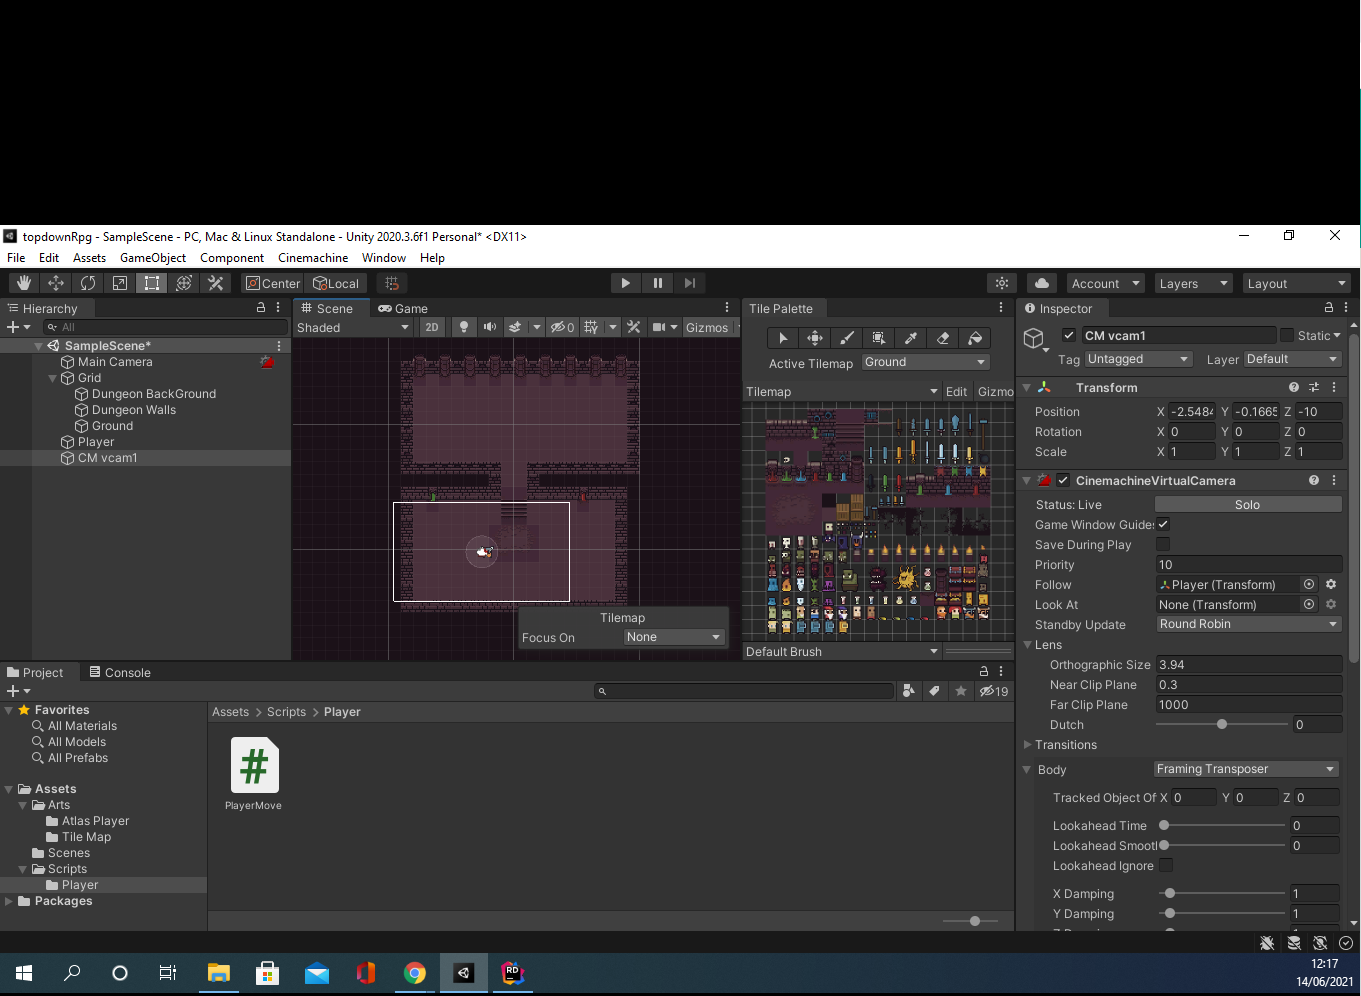 topdownRpg - SampleScene - PC, Mac & Linux Standalone - Unity 2020.3.6f1 Personal* <DX11>
File Edit Assets GameObject Component Cinemachine Window Help
Center Local Account Layers Layout
Hierarchy
All
SampleScene*
Main Camera
Grid
Dungeon BackGround
Dungeon Walls
Ground
Player
CM vcam1
Scene Game
Shaded 2D 0 Gizmos
Tilemap
Focus On None
Tile Palette
Active Tilemap Ground
Tilemap Edit Gizmo
Default Brush
Inspector
CM vcam1 Static
Tag Untagged Layer Default
Transform
Position X -2.5484 Y -0.1665 Z -10
Rotation X 0 Y 0 Z 0
Scale X 1 Y 1 Z 1
CinemachineVirtualCamera
Status: Live Solo
Game Window Guides
Save During Play
Priority 10
Follow Player (Transform)
Look At None (Transform)
Standby Update Round Robin
Lens
Orthographic Size 3.94
Near Clip Plane 0.3
Far Clip Plane 1000
Dutch 0
Transitions
Body Framing Transposer
Tracked Object Of X 0 Y 0 Z 0
Lookahead Time 0
Lookahead Smoot 0
Lookahead Ignore
X Damping 1
Y Damping 1
Project Console
19
Favorites
All Materials
All Models
All Prefabs
Assets
Arts
Atlas Player
Tile Map
Scenes
Scripts
Player
Packages
Assets > Scripts > Player
#
PlayerMove
RD
12:17
14/06/2021